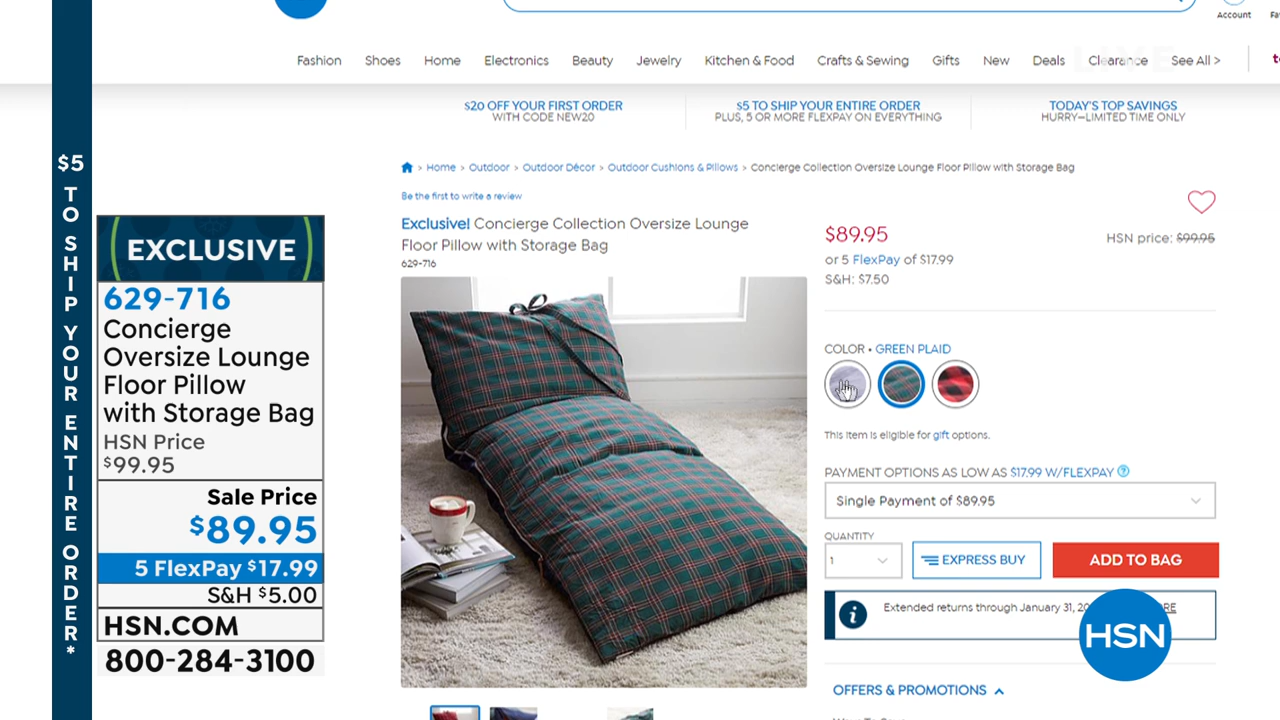 Account
Fashion Shoes Home Electronics Beauty Jewelry Kitchen & Food Crafts & Sewing Gifts New Deals Clearance See All >
LIVE
$20 OFF YOUR FIRST ORDER
WITH CODE NEW20
$5 TO SHIP YOUR ENTIRE ORDER
PLUS, 5 OR MORE FLEXPAY ON EVERYTHING
TODAY'S TOP SAVINGS
HURRY—LIMITED TIME ONLY
$5 TO SHIP YOUR ENTIRE ORDER*
EXCLUSIVE
629-716
Concierge
Oversize Lounge
Floor Pillow
with Storage Bag
HSN Price
$99.95
Sale Price
$89.95
5 FlexPay $17.99
S&H $5.00
HSN.COM
800-284-3100
> Home > Outdoor > Outdoor Décor > Outdoor Cushions & Pillows > Concierge Collection Oversize Lounge Floor Pillow with Storage Bag
Be the first to write a review
Exclusive! Concierge Collection Oversize Lounge
Floor Pillow with Storage Bag
629-716
$89.95
HSN price: $99.95
or 5 FlexPay of $17.99
S&H: $7.50
COLOR • GREEN PLAID
This item is eligible for gift options.
PAYMENT OPTIONS AS LOW AS $17.99 W/FLEXPAY ?
Single Payment of $89.95
QUANTITY
1
EXPRESS BUY
ADD TO BAG
i
Extended returns through January 31, 20
HSN
OFFERS & PROMOTIONS